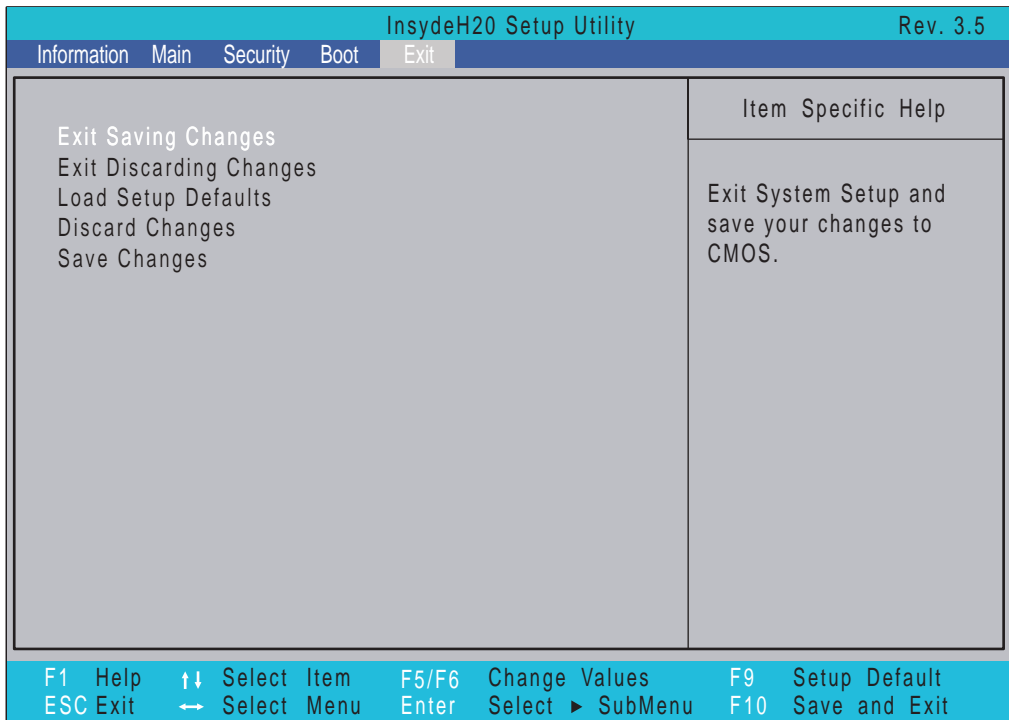 InsydeH20 Setup Utility Rev. 3.5
Information Main Security Boot Exit
Exit Saving Changes
Exit Discarding Changes
Load Setup Defaults
Discard Changes
Save Changes
Item Specific Help
Exit System Setup and
save your changes to
CMOS.
F1 Help ↑↓ Select Item F5/F6 Change Values F9 Setup Default
ESC Exit ↔ Select Menu Enter Select ► SubMenu F10 Save and Exit